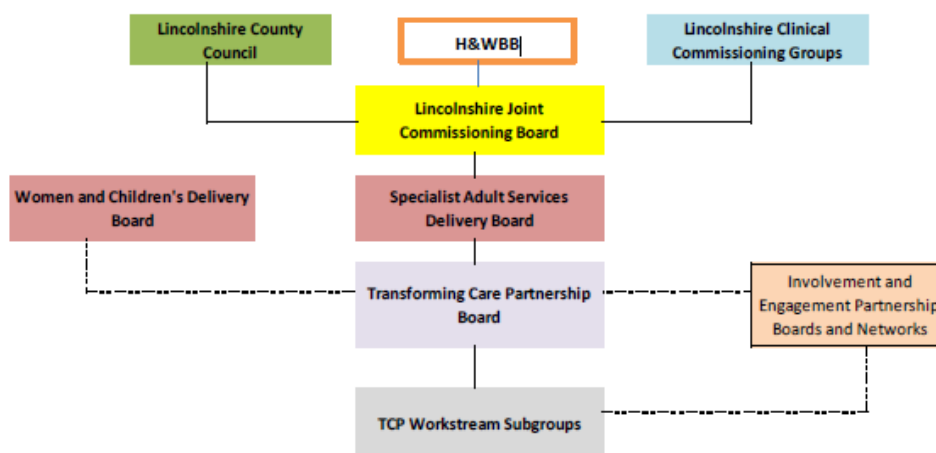 Lincolnshire County
Council
H&WBB
Lincolnshire Clinical
Commissioning Groups
Lincolnshire Joint
Commissioning Board
Women and Children's Delivery
Board
Specialist Adult Services
Delivery Board
Transforming Care Partnership
Board
Involvement and
Engagement Partnership
Boards and Networks
TCP Workstream Subgroups